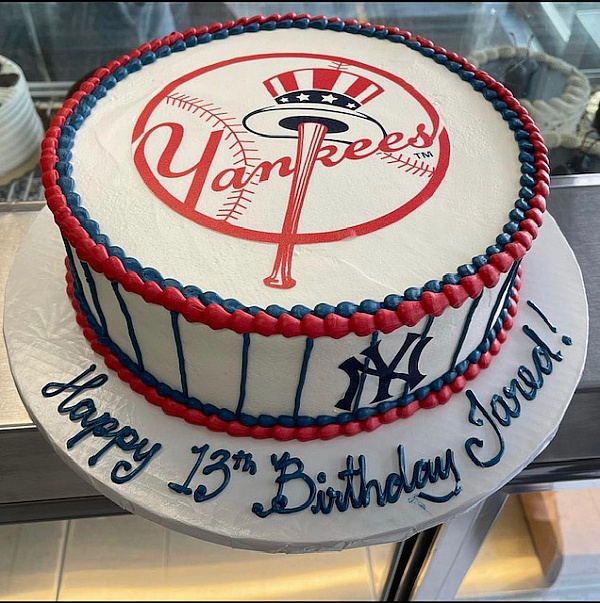 Yankees TM
NY
Happy 13th Birthday Jared!